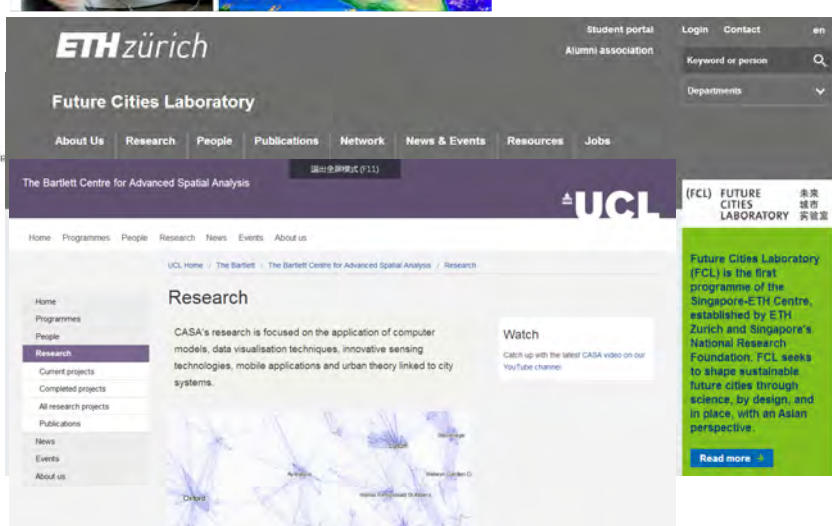 ETH zürich
Student portal
Alumni association
Login Contact en
Keyword or person
Departments
Future Cities Laboratory
About Us Research People Publications Network News & Events Resources Jobs
退出全屏模式 (F11)
The Bartlett Centre for Advanced Spatial Analysis
UCL
Home Programmes People Research News Events About us
UCL Home / The Bartlett / The Bartlett Centre for Advanced Spatial Analysis / Research
Home
Programmes
People
Research
Current projects
Completed projects
All research projects
Publications
News
Events
About us
Research
CASA's research is focused on the application of computer
models, data visualisation techniques, innovative sensing
technologies, mobile applications and urban theory linked to city
systems.
Watch
Catch up with the latest CASA video on our
YouTube channel
Oxford
Aylesbury
Luton
Stevenage
(FCL) FUTURE 未来
CITIES 城市
LABORATORY 实验室
Future Cities Laboratory
(FCL) is the first
programme of the
Singapore-ETH Centre,
established by ETH
Zurich and Singapore's
National Research
Foundation. FCL seeks
to shape sustainable
future cities through
science, by design, and
in place, with an Asian
perspective.
Read more